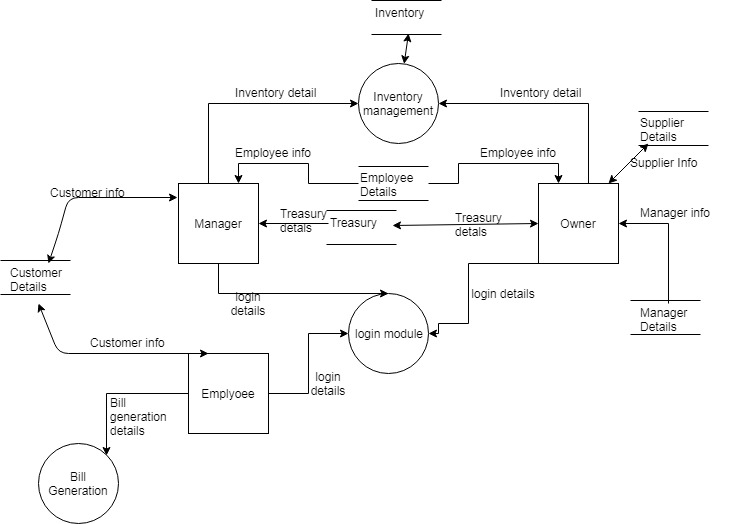 Inventory
Inventory detail
Inventory
management
Inventory detail
Supplier
Details
Supplier Info
Employee info
Employee
Details
Employee info
Customer info
Manager
Treasury
detals
Treasury
Treasury
detals
Owner
Manager info
Customer
Details
login
details
login module
login details
Manager
Details
Customer info
Emplyoee
login
details
Bill
generation
details
Bill
Generation